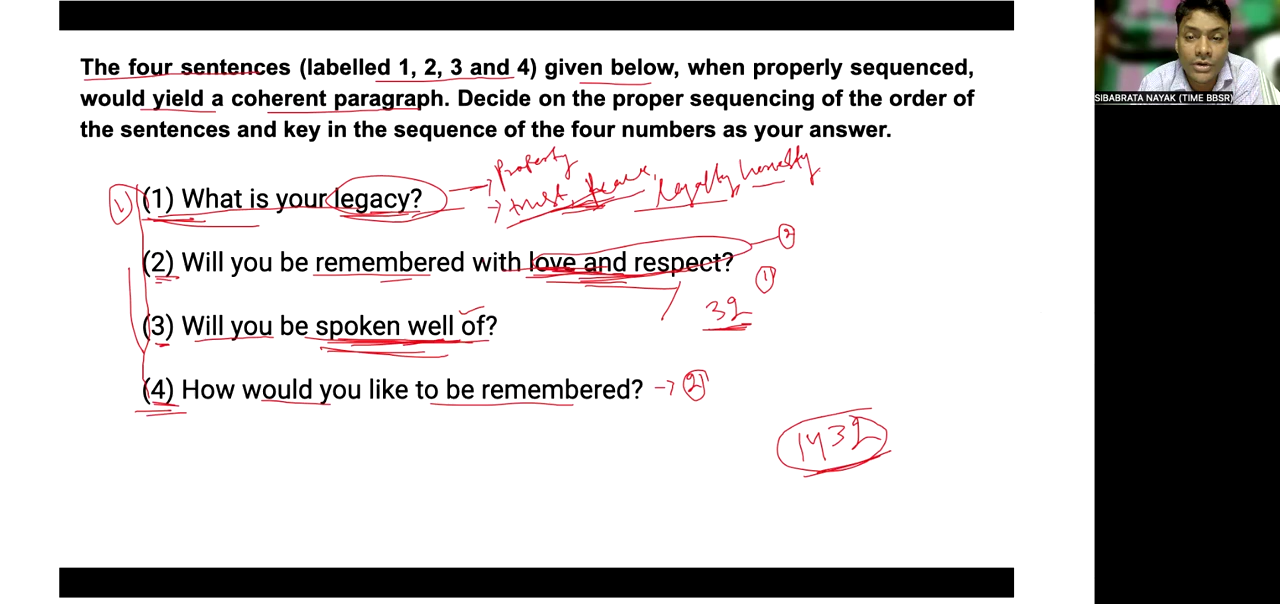 The four sentences (labelled 1, 2, 3 and 4) given below, when properly sequenced,
would yield a coherent paragraph. Decide on the proper sequencing of the order of
the sentences and key in the sequence of the four numbers as your answer.
SIBABRATA NAYAK (TIME BBSR)
Property
(1) What is your legacy?
trust, peace, loyalty, honesty
(2) Will you be remembered with love and respect?
2
1
32
(3) Will you be spoken well of?
(4) How would you like to be remembered? → 2
1432